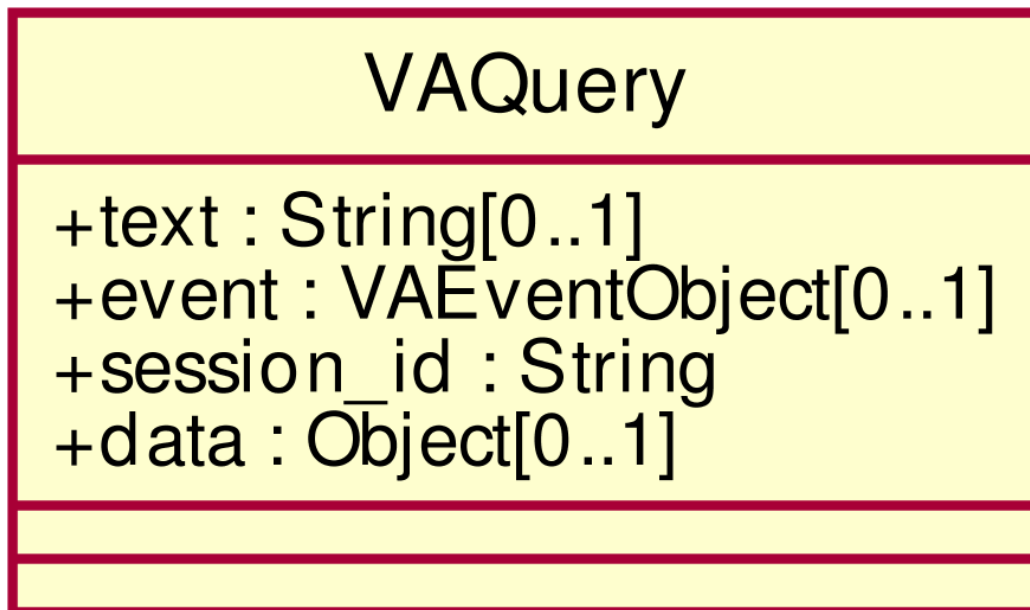 VAQuery
+text : String[0..1]
+event : VAEventObject[0..1]
+session_id : String
+data : Object[0..1]